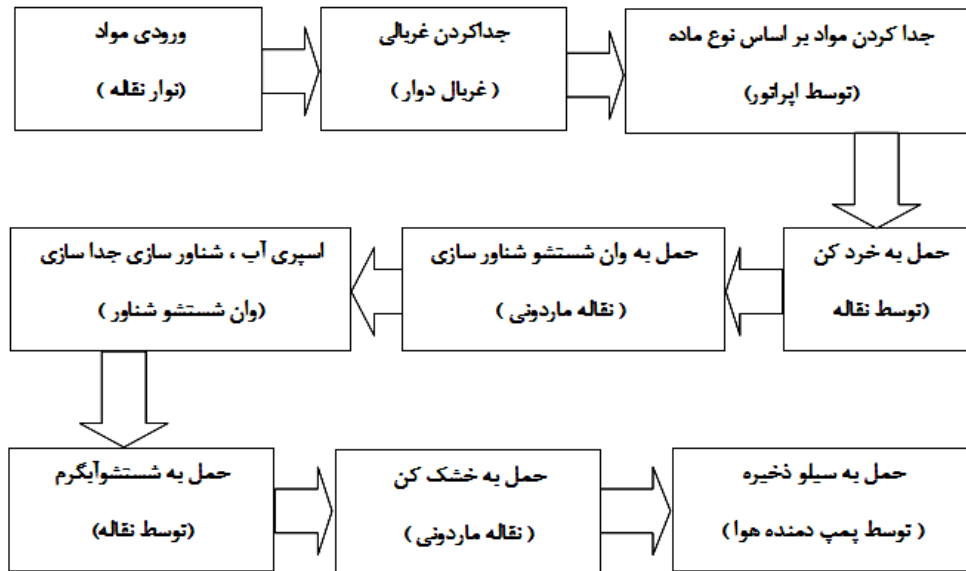 ورودی مواد
(نوار نقاله )
جداکردن غربالی
( غربال دوار )
جدا کردن مواد بر اساس نوع ماده
(توسط اپراتور)
حمل به خرد کن
(توسط نقاله
حمل به وان شستشو شناور سازی
( نقاله ماردونی )
اسپری آب ، شناور سازی جدا سازی
(وان شستشو شناور )
حمل به شستشوآبگرم
(توسط نقاله)
حمل به خشک کن
( نقاله ماردونی )
حمل به سیلو ذخیره
( توسط پمپ دمنده هوا )